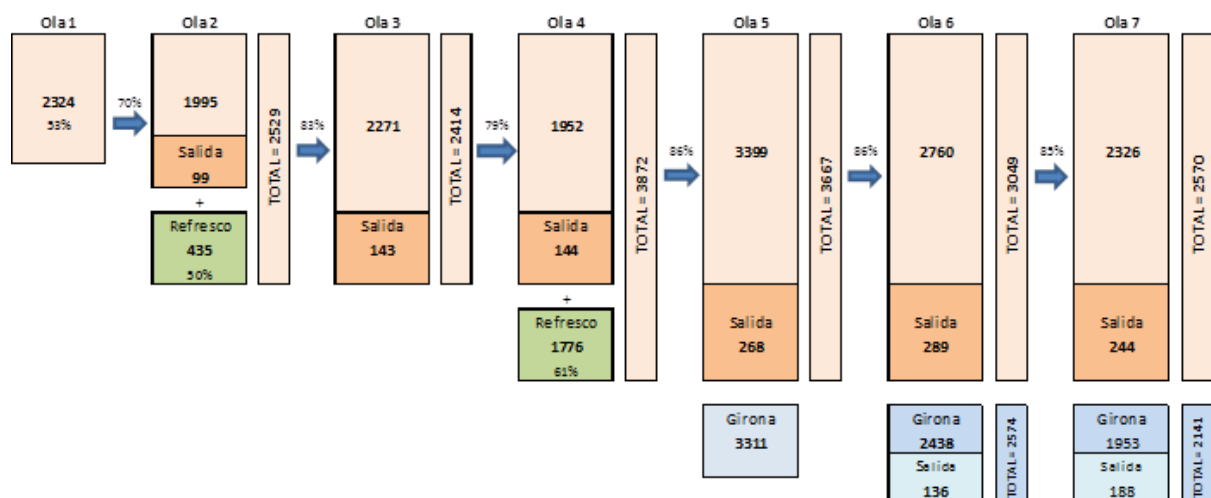 Ola 1
2324
53%
70%
Ola 2
1995
Salida
99
+
Refresco
435
50%
TOTAL = 2529
83%
Ola 3
2271
Salida
143
TOTAL = 2414
79%
Ola 4
1952
Salida
144
+
Refresco
1776
61%
TOTAL = 3872
86%
Ola 5
3399
Salida
268
TOTAL = 3667
Girona
3311
86%
Ola 6
2760
Salida
289
TOTAL = 3049
Girona
2438
Salida
136
TOTAL = 2574
85%
Ola 7
2326
Salida
244
TOTAL = 2570
Girona
1953
Salida
188
TOTAL = 2141